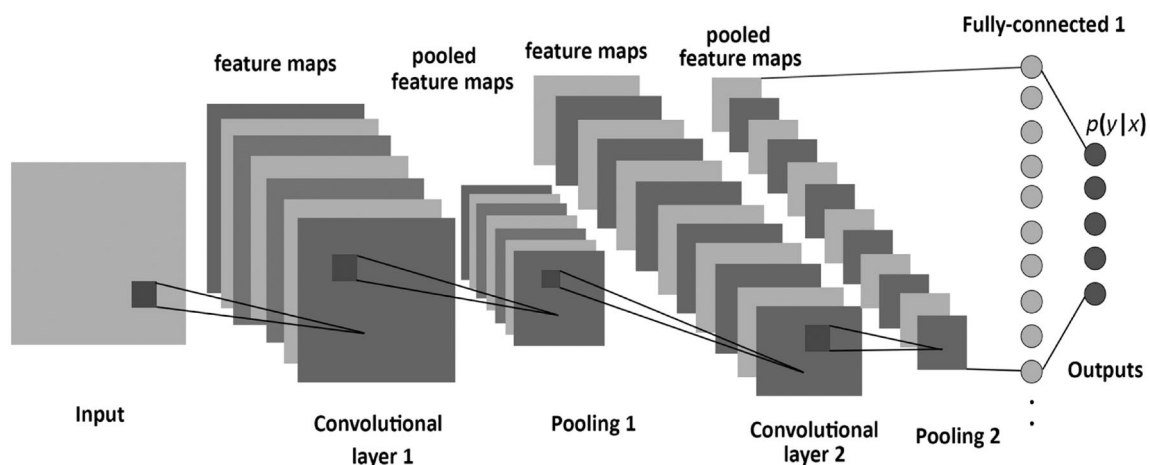 Fully-connected 1
feature maps
pooled
feature maps
feature maps
pooled
feature maps
p(y|x)
Input
Convolutional
layer 1
Pooling 1
Convolutional
layer 2
Pooling 2
Outputs